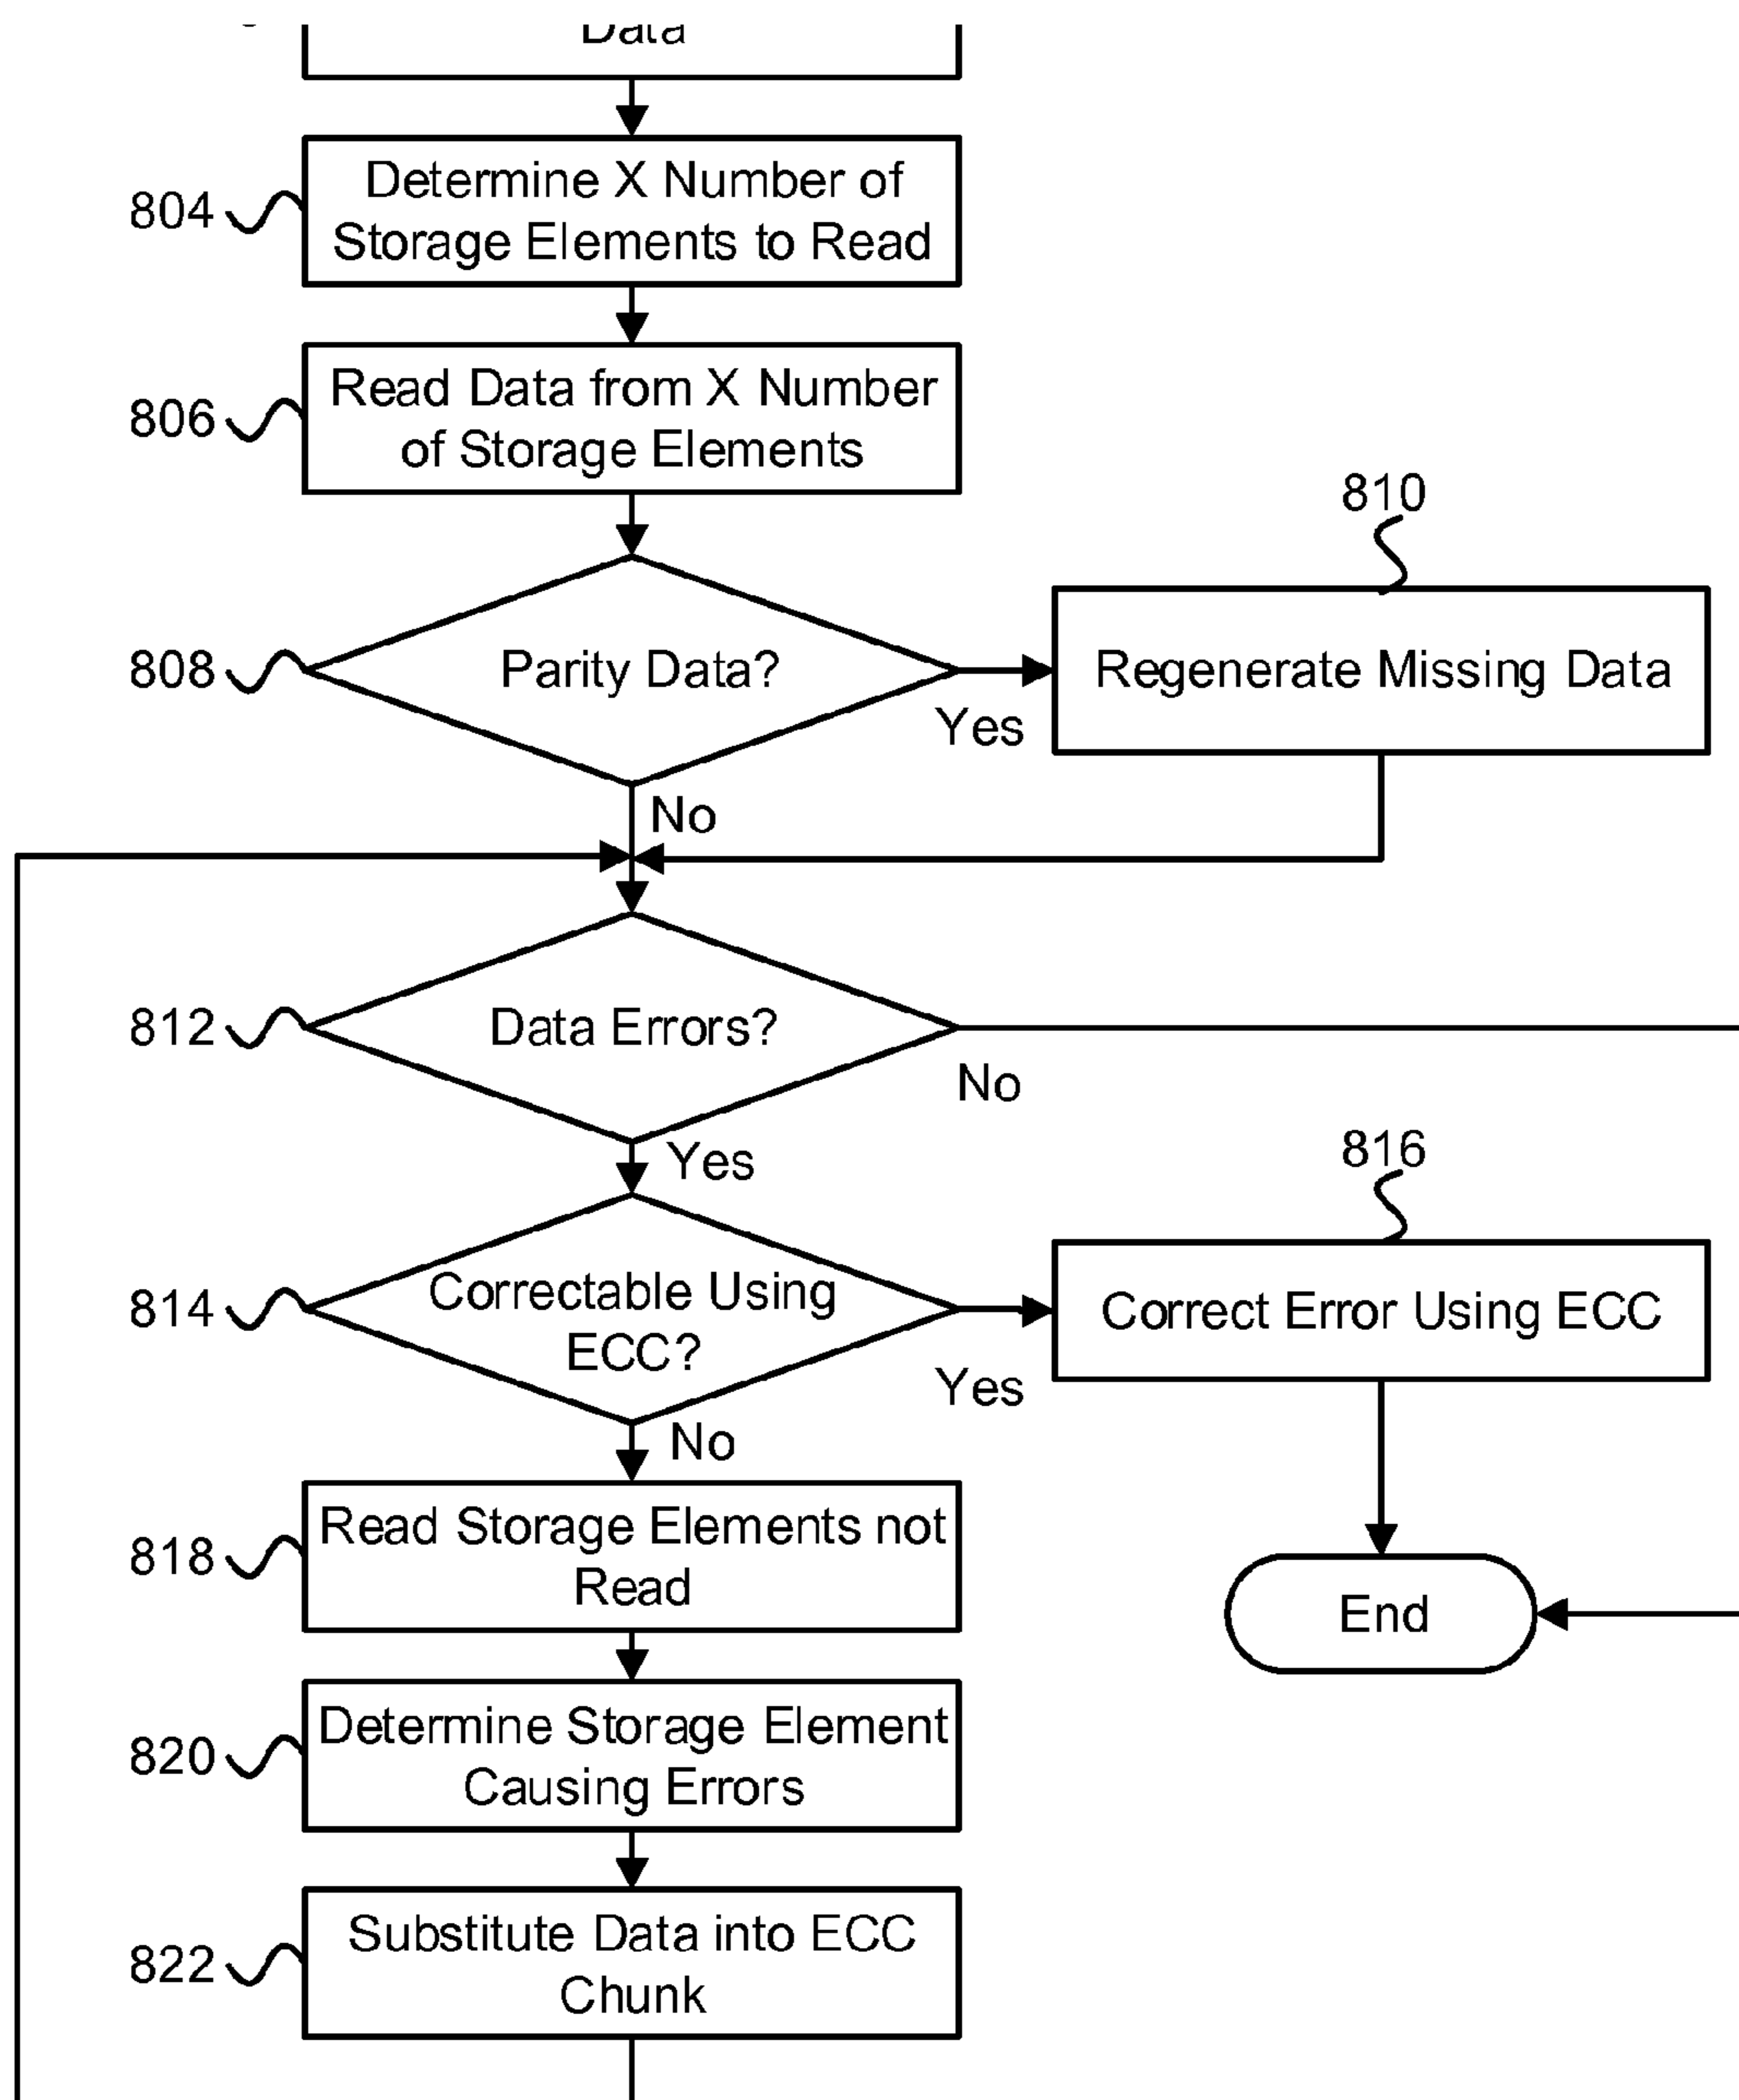 Data
804
Determine X Number of
Storage Elements to Read
806
Read Data from X Number
of Storage Elements
810
808
Parity Data?
Regenerate Missing Data
Yes
No
812
Data Errors?
No
Yes
816
814
Correctable Using
ECC?
Correct Error Using ECC
Yes
No
818
Read Storage Elements not
Read
End
820
Determine Storage Element
Causing Errors
822
Substitute Data into ECC
Chunk